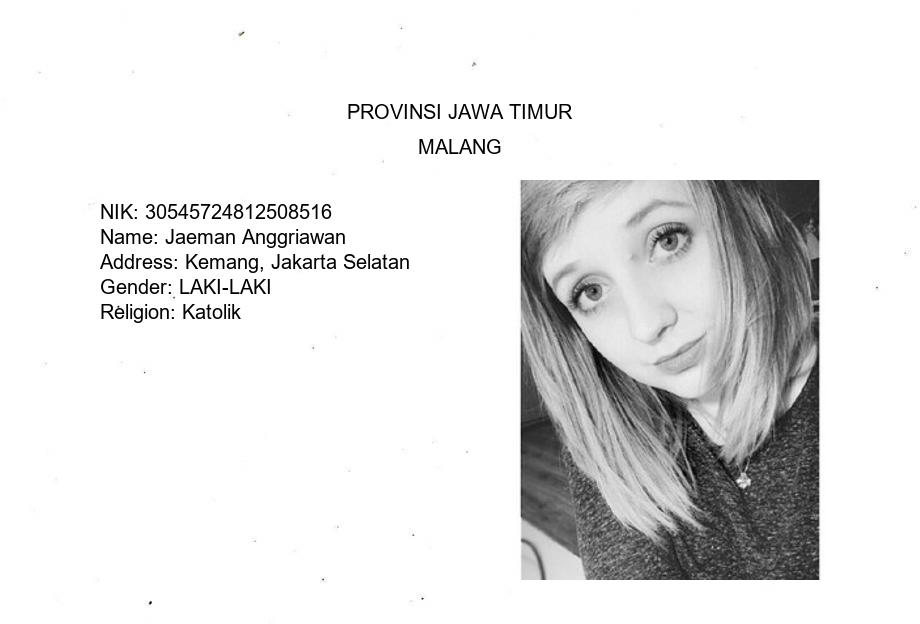 PROVINSI JAWA TIMUR
MALANG
NIK: 30545724812508516
Name: Jaeman Anggriawan
Address: Kemang, Jakarta Selatan
Gender: LAKI-LAKI
Religion: Katolik